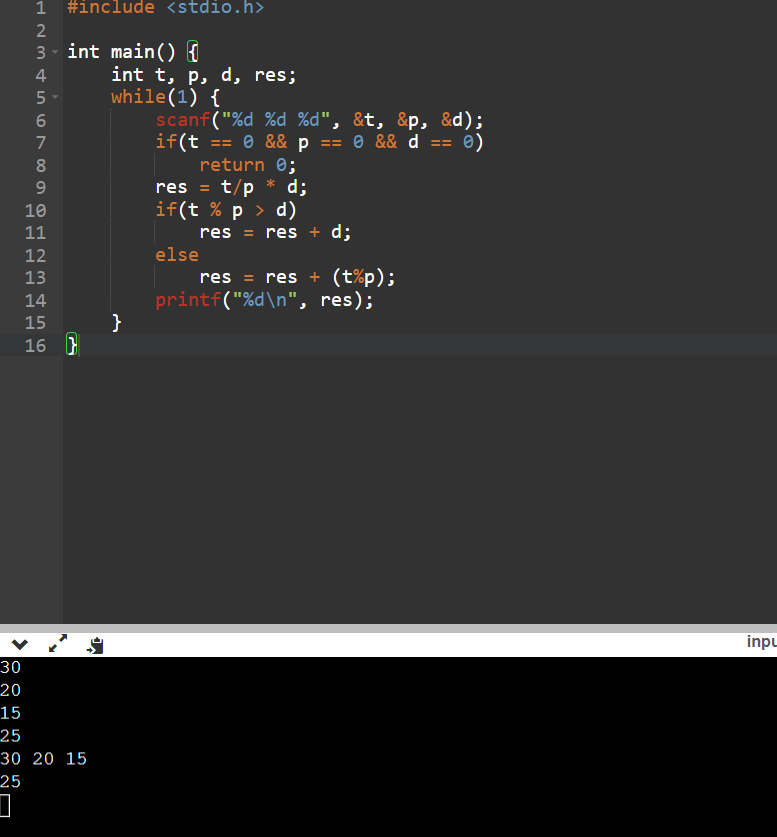 1 #include <stdio.h>
2
3 int main() {
4     int t, p, d, res;
5     while(1) {
6         scanf("%d %d %d", &t, &p, &d);
7         if(t == 0 && p == 0 && d == 0)
8             return 0;
9         res = t/p * d;
10         if(t % p > d)
11             res = res + d;
12         else
13             res = res + (t%p);
14         printf("%d\n", res);
15     }
16 }
inpu
30
20
15
25
30 20 15
25